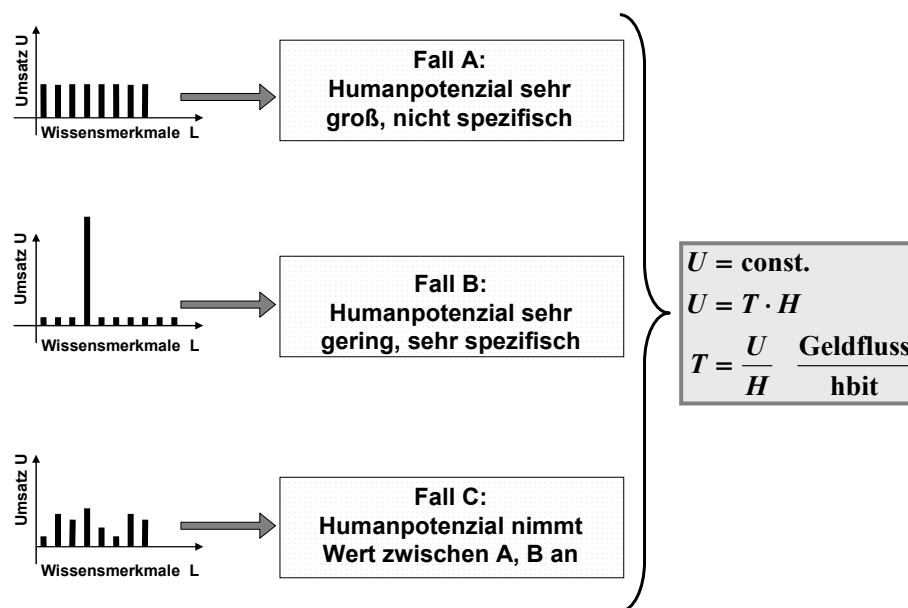 Umsatz U
Wissensmerkmale L
Fall A:
Humanpotenzial sehr
groß, nicht spezifisch
Umsatz U
Wissensmerkmale L
Fall B:
Humanpotenzial sehr
gering, sehr spezifisch
Umsatz U
Wissensmerkmale L
Fall C:
Humanpotenzial nimmt
Wert zwischen A, B an
U = const.
U = T · H
T = U/H Geldfluss/hbit